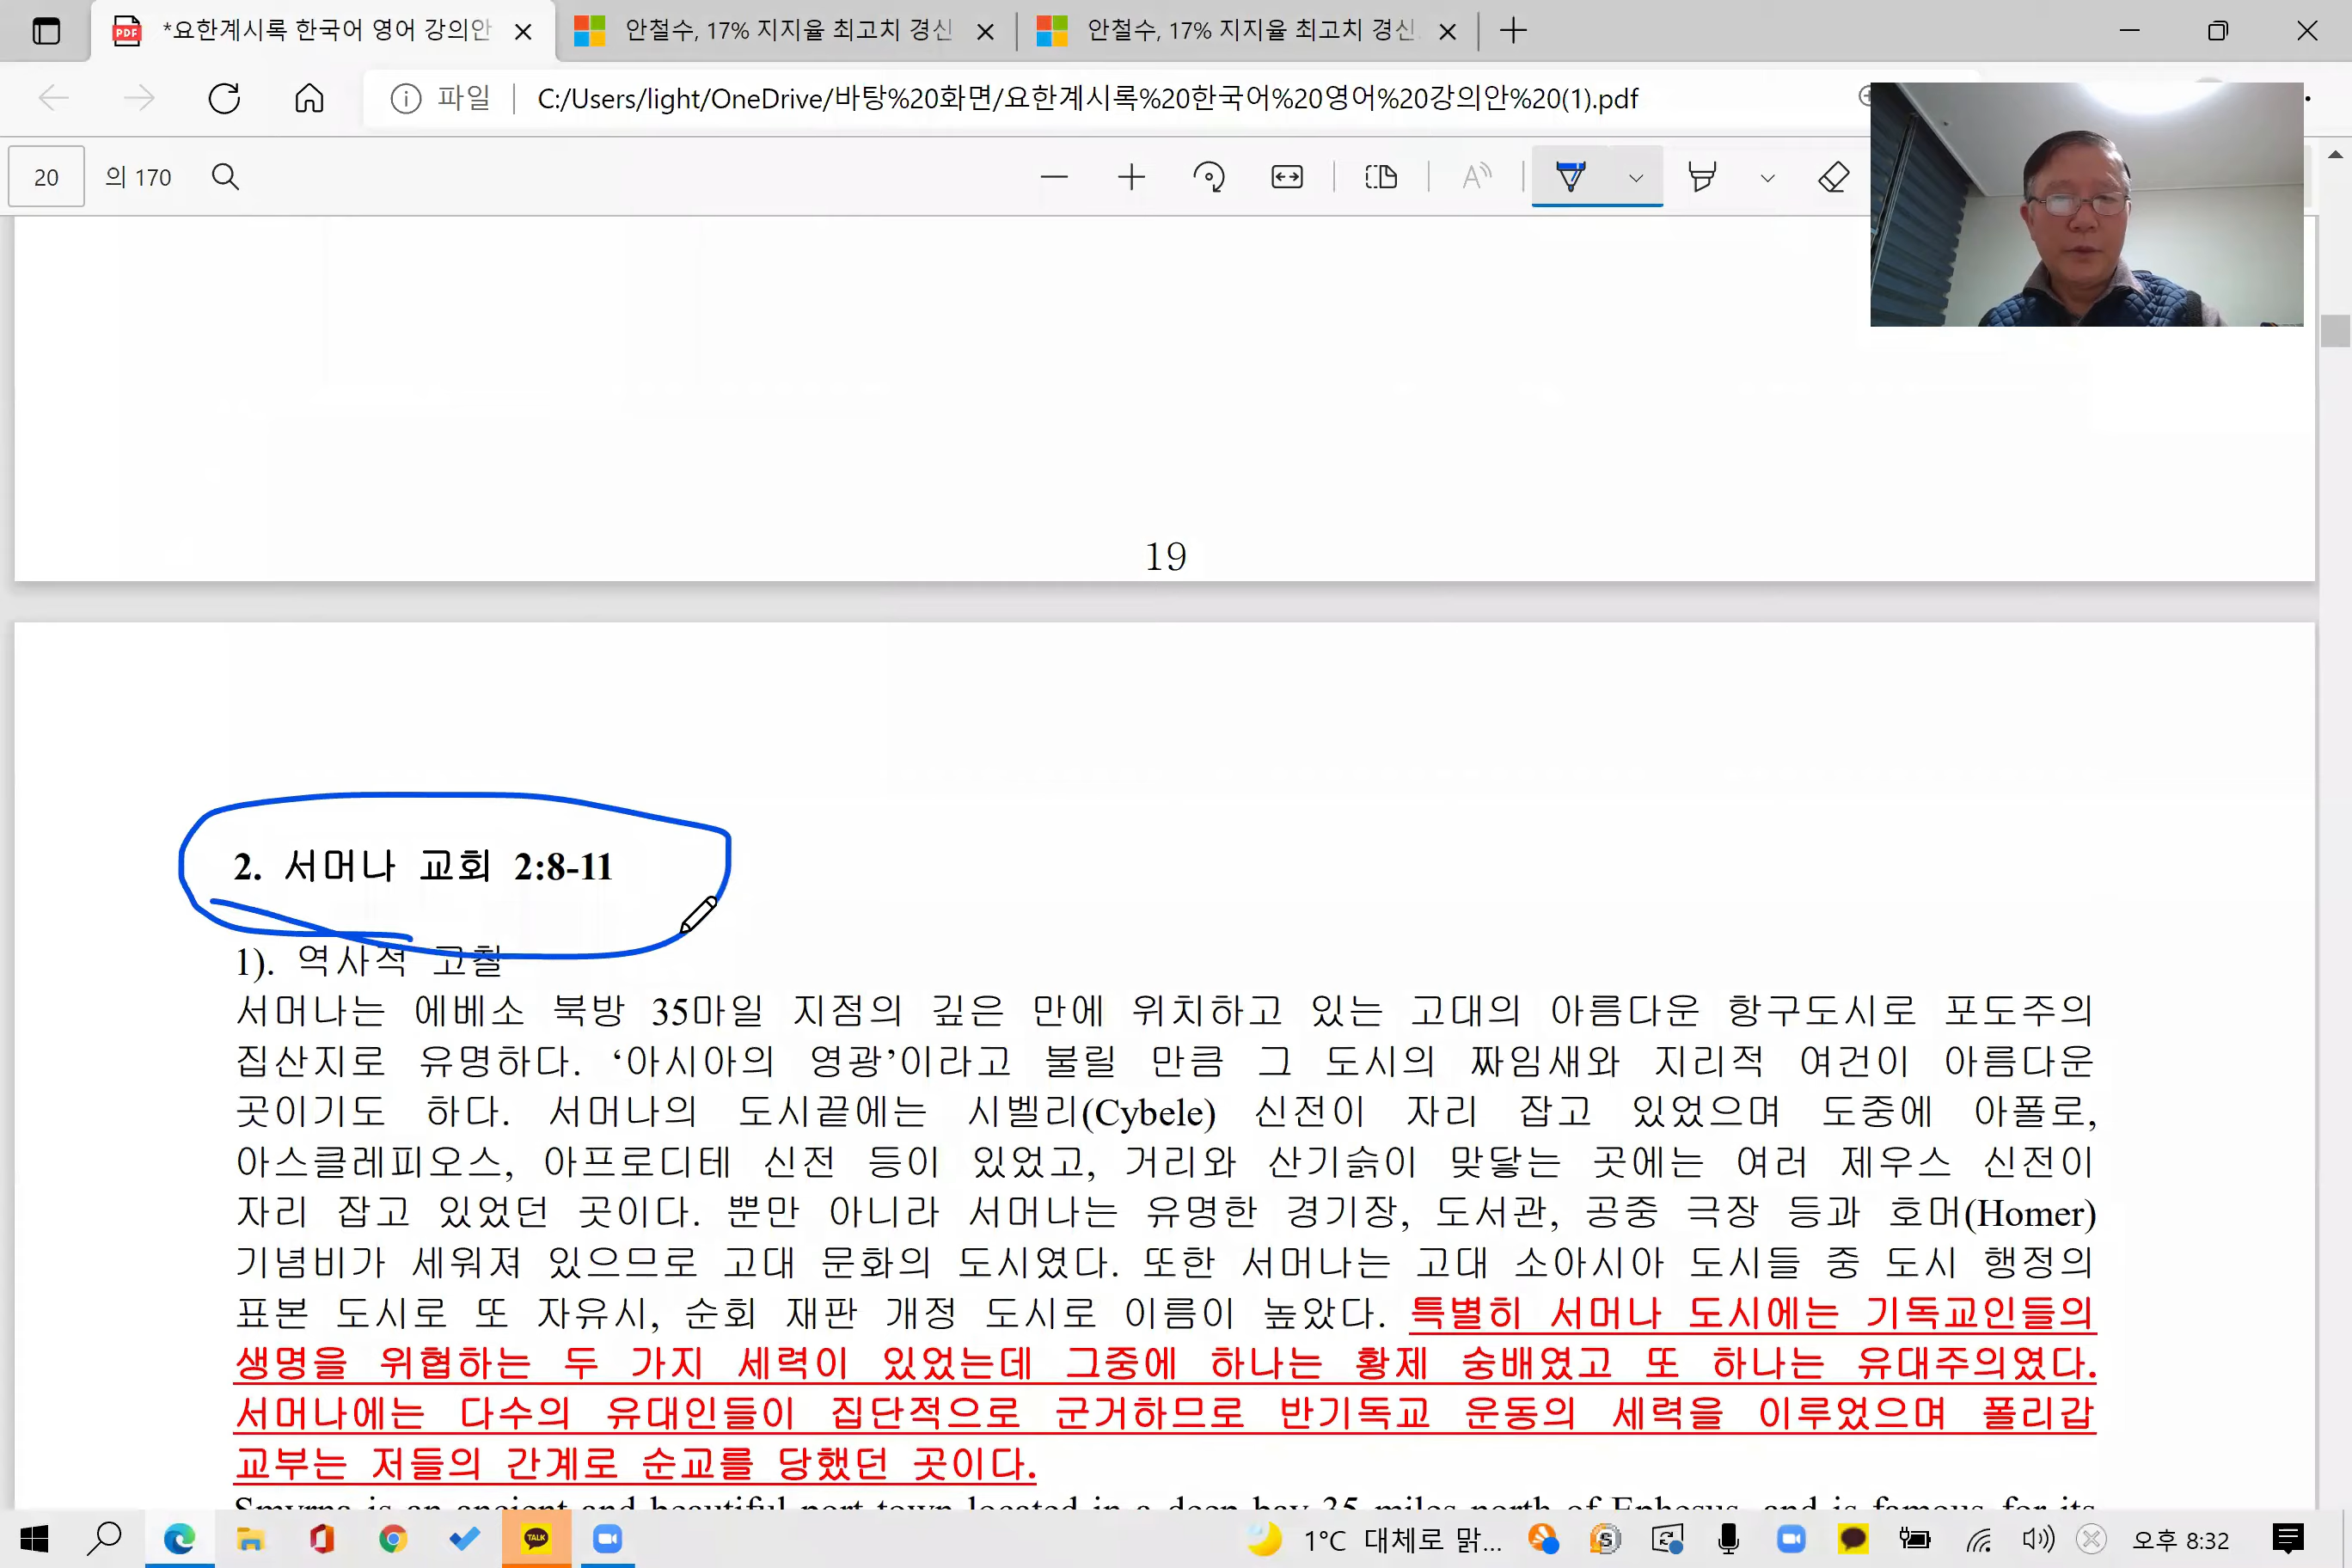 *요한계시록 한국어 영어 강의안
안철수, 17% 지지율 최고치 경신
안철수, 17% 지지율 최고치 경신
파일 C:/Users/light/OneDrive/바탕%20화면/요한계시록%20한국어%20영어%20강의안%20(1).pdf
20 의 170
19
2. 서머나 교회 2:8-11
1). 역사적 고찰
서머나는 에베소 북방 35마일 지점의 깊은 만에 위치하고 있는 고대의 아름다운 항구도시로 포도주의
집산지로 유명하다. ‘아시아의 영광’이라고 불릴 만큼 그 도시의 짜임새와 지리적 여건이 아름다운
곳이기도 하다. 서머나의 도시끝에는 시벨리(Cybele) 신전이 자리 잡고 있었으며 도중에 아폴로,
아스클레피오스, 아프로디테 신전 등이 있었고, 거리와 산기슭이 맞닿는 곳에는 여러 제우스 신전이
자리 잡고 있었던 곳이다. 뿐만 아니라 서머나는 유명한 경기장, 도서관, 공중 극장 등과 호머(Homer)
기념비가 세워져 있으므로 고대 문화의 도시였다. 또한 서머나는 고대 소아시아 도시들 중 도시 행정의
표본 도시로 또 자유시, 순회 재판 개정 도시로 이름이 높았다. 특별히 서머나 도시에는 기독교인들의
생명을 위협하는 두 가지 세력이 있었는데 그중에 하나는 황제 숭배였고 또 하나는 유대주의였다.
서머나에는 다수의 유대인들이 집단적으로 군거하므로 반기독교 운동의 세력을 이루었으며 폴리갑
교부는 저들의 간계로 순교를 당했던 곳이다.
Smyrna is an ancient and beautiful port town located in a deep bay 35 miles north of Ephesus, and is famous for its
TALK
1°C 대체로 맑...
오후 8:32